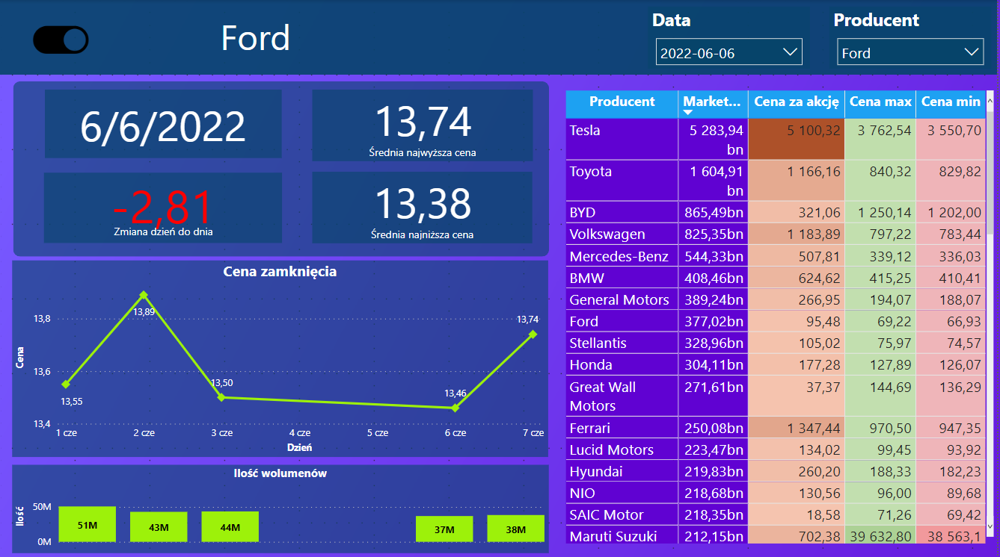 Ford
Data
2022-06-06
Producent
Ford
6/6/2022
13,74
Średnia najwyższa cena
-2,81
Zmiana dzień do dnia
13,38
Średnia najniższa cena
Cena zamknięcia
Cena
13,8
13,6
13,4
13,55
13,89
13,50
13,46
13,74
1 cze 2 cze 3 cze 4 cze 5 cze 6 cze 7 cze
Dzień
Ilość wolumenów
Ilość
50M
0M
51M 43M 44M 37M 38M
Producent Market... Cena za akcję Cena max Cena min
Tesla 5 283,94 5 100,32 3 762,54 3 550,70
bn
Toyota 1 604,91 1 166,16 840,32 829,82
bn
BYD 865,49bn 321,06 1 250,14 1 202,00
Volkswagen 825,35bn 1 183,89 797,22 783,44
Mercedes-Benz 544,33bn 507,81 339,12 336,03
BMW 408,46bn 624,62 415,25 410,41
General Motors 389,24bn 266,95 194,07 188,07
Ford 377,02bn 95,48 69,22 66,93
Stellantis 328,96bn 105,02 75,97 74,57
Honda 304,11bn 177,28 127,89 126,07
Great Wall 271,61bn 37,37 144,69 136,29
Motors
Ferrari 250,08bn 1 347,44 970,50 947,35
Lucid Motors 223,47bn 134,02 99,45 93,92
Hyundai 219,83bn 260,20 188,33 182,23
NIO 218,68bn 130,56 96,00 89,68
SAIC Motor 218,35bn 18,58 71,26 69,42
Maruti Suzuki 212,15bn 702,38 39 632,80 38 563,1